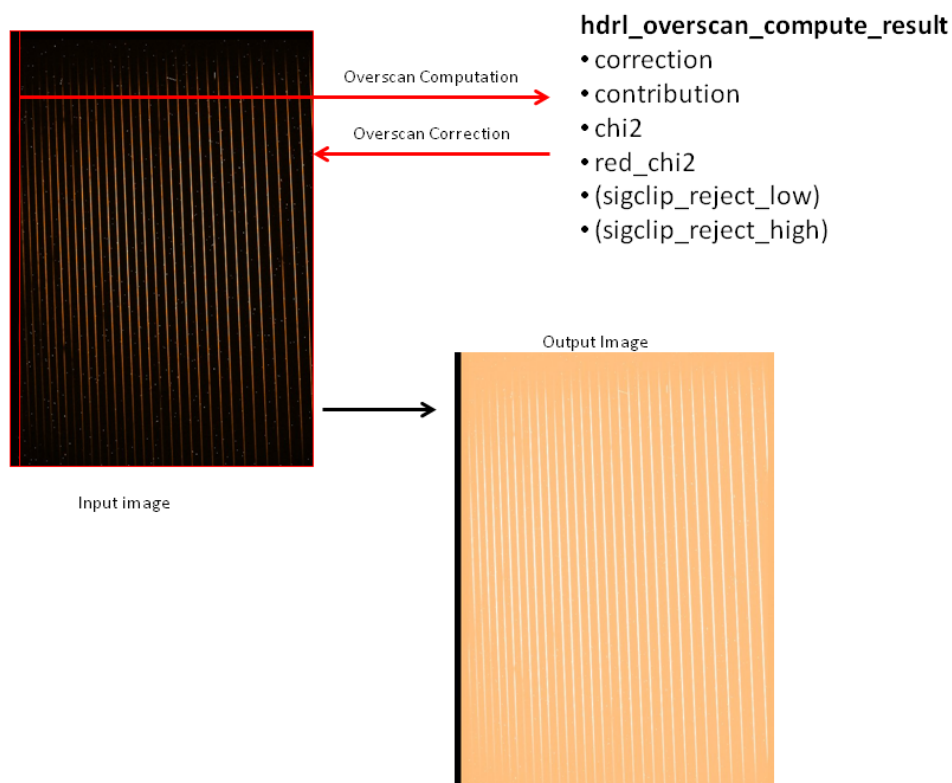 hdrl_overscan_compute_result
• correction
Overscan Computation
• contribution
Overscan Correction
• chi2
• red_chi2
• (sigclip_reject_low)
• (sigclip_reject_high)
Output Image
Input image